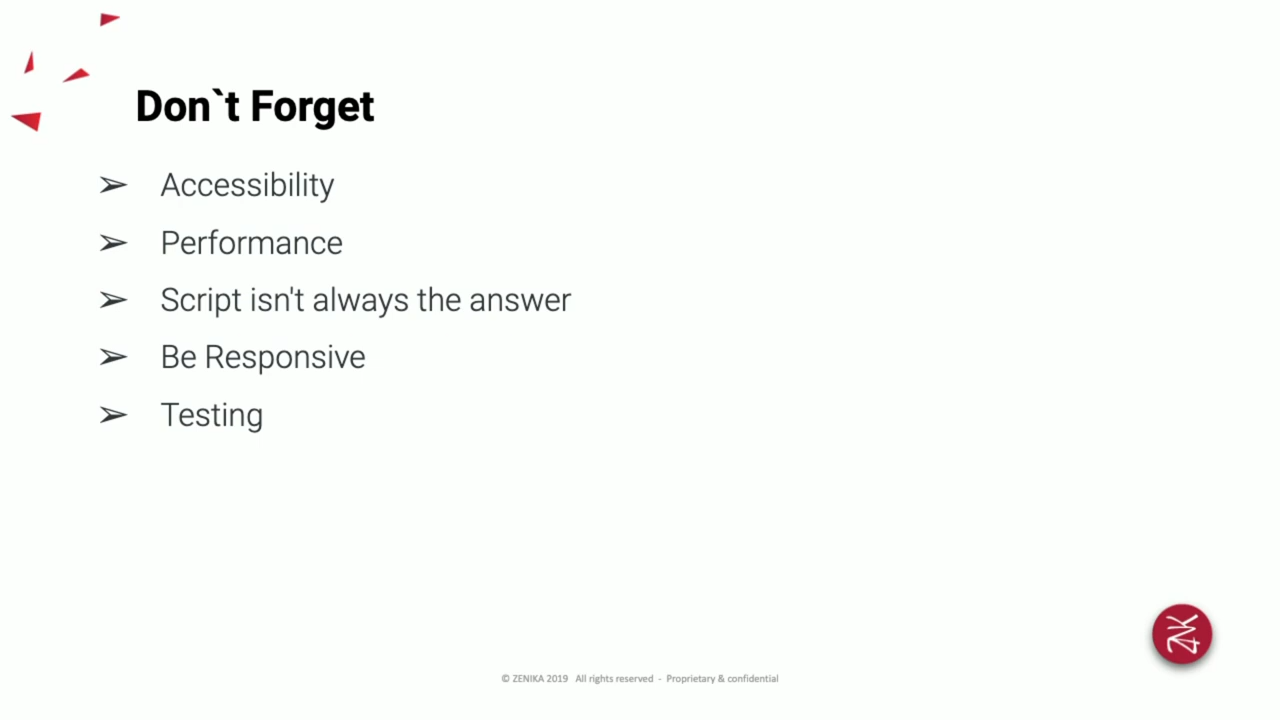 Don`t Forget
➢ Accessibility
➢ Performance
➢ Script isn't always the answer
➢ Be Responsive
➢ Testing
ZNK
© ZENIKA 2019 All rights reserved - Proprietary & confidential